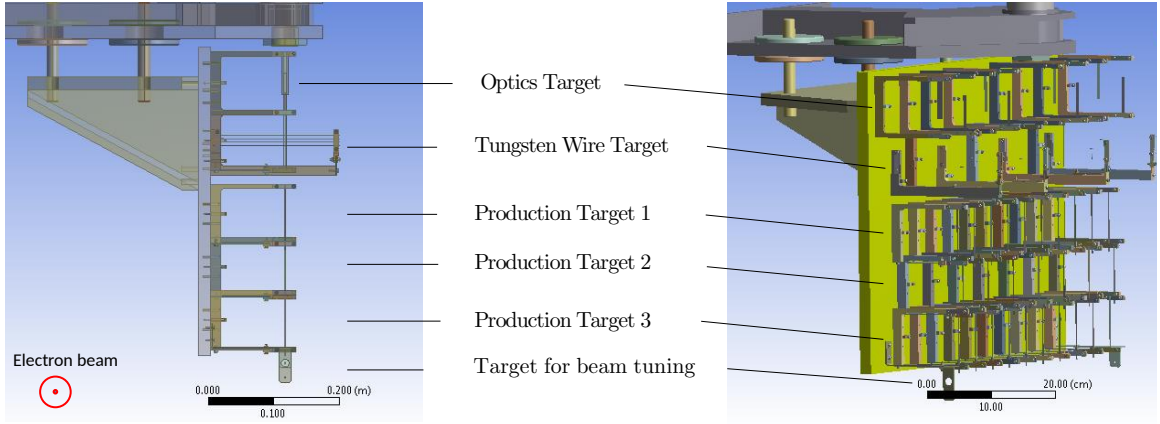 Optics Target
Tungsten Wire Target
Production Target 1
Production Target 2
Production Target 3
Target for beam tuning
Electron beam
0.000 0.200 (m)
0.100
0.00 20.00 (cm)
10.00